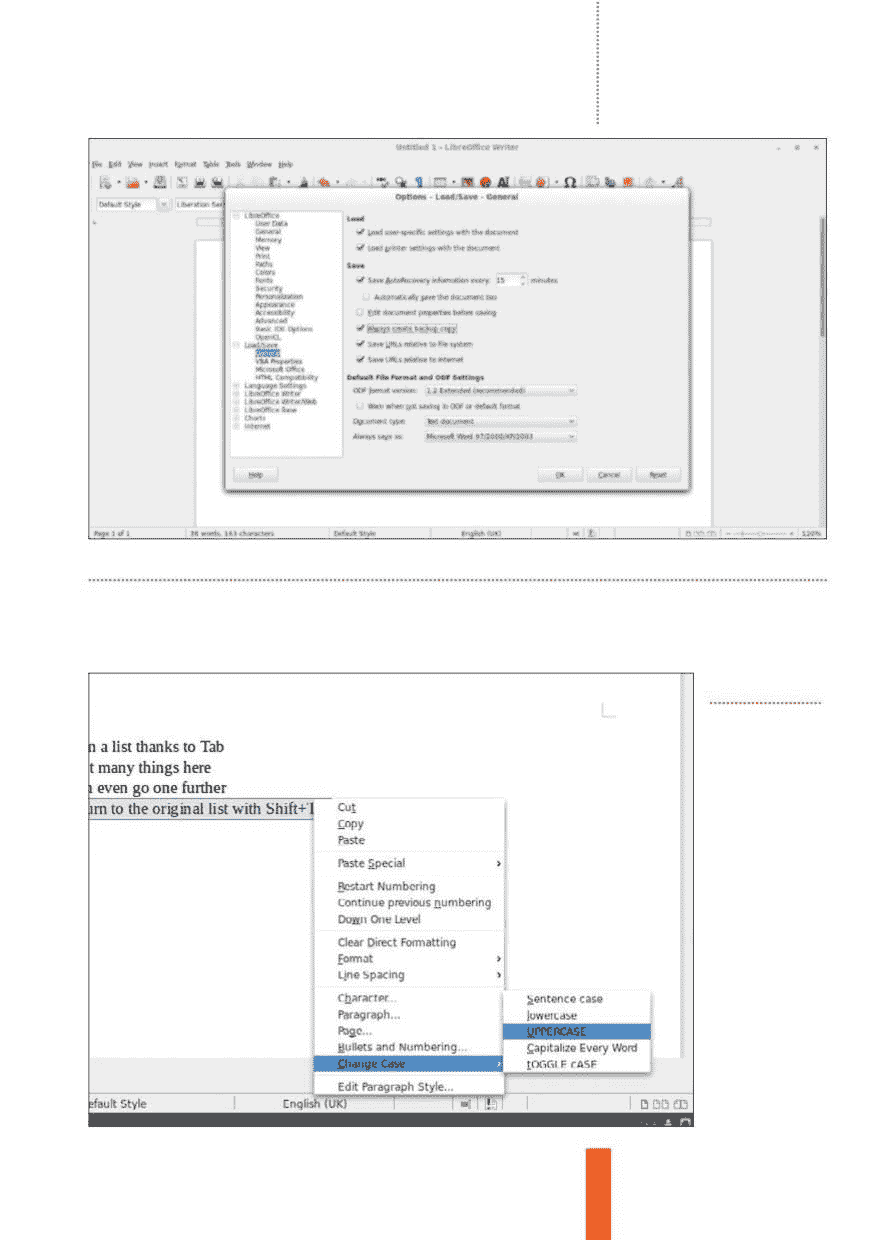 Untitled 1 - LibreOffice Writer
File Edit View Insert Format Table Tools Window Help
Default Style
Liberation Ser
Options - Load/Save - General
LibreOffice
User Data
General
Memory
View
Print
Paths
Colors
Fonts
Security
Personalization
Appearance
Accessibility
Advanced
Basic IDE Options
OpenCL
Load/Save
General
VBA Properties
Microsoft Office
HTML Compatibility
Language Settings
LibreOffice Writer
LibreOffice Writer/Web
LibreOffice Base
Charts
Internet
Load
Load user-specific settings with the document
Load printer settings with the document
Save
Save AutoRecovery information every: 15 minutes
Automatically save the document too
Edit document properties before saving
Always create backup copy
Save URLs relative to file system
Save URLs relative to internet
Default File Format and ODF Settings
ODF format version: 1.2 Extended (recommended)
Warn when not saving in ODF or default format
Document type: Text document
Always save as: Microsoft Word 97/2000/XP/2003
Help OK Cancel Reset
Page 1 of 1 36 words, 163 characters Default Style English (UK) 120%
n a list thanks to Tab
t many things here
n even go one further
urn to the original list with Shift+T
Cut
Copy
Paste
Paste Special
Restart Numbering
Continue previous numbering
Down One Level
Clear Direct Formatting
Format
Line Spacing
Character...
Paragraph...
Page...
Bullets and Numbering...
Change Case
Edit Paragraph Style...
Sentence case
lowercase
UPPERCASE
Capitalize Every Word
tOGGLE cASE
efault Style English (UK)